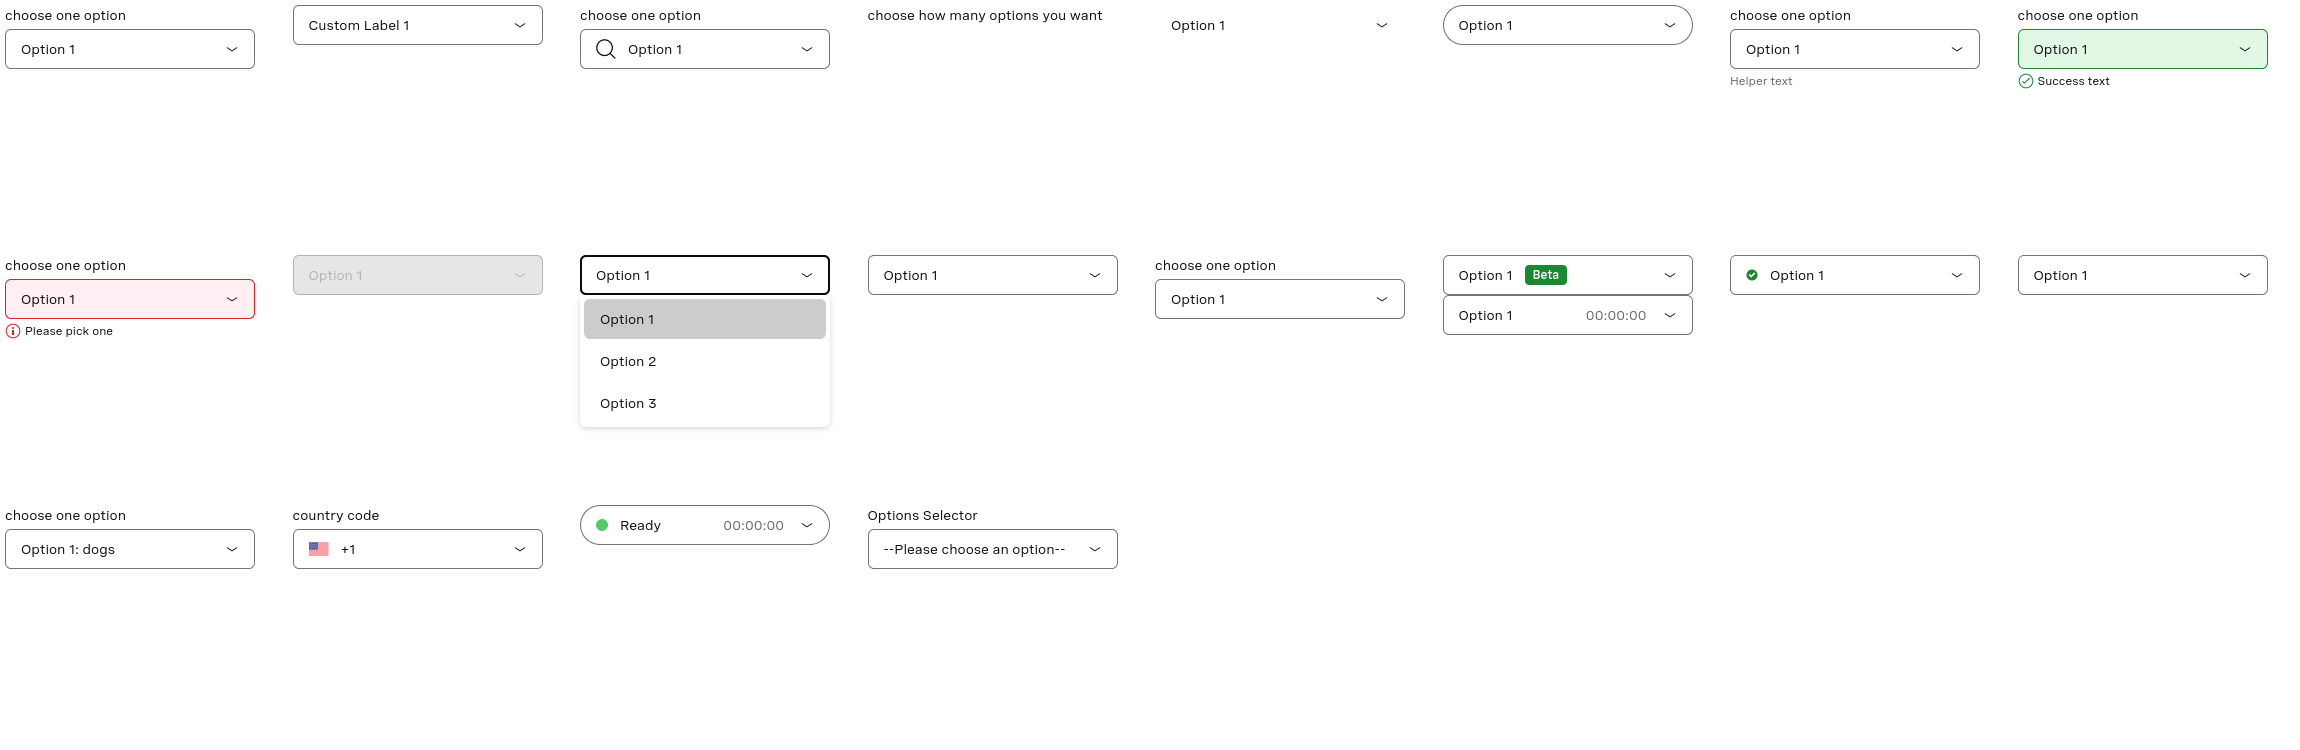 choose one option
Option 1
Custom Label 1
choose one option
Option 1
choose how many options you want
Option 1
Option 1
choose one option
Option 1
Helper text
choose one option
Option 1
Success text
choose one option
Option 1
Please pick one
Option 1
Option 1
Option 1
Option 2
Option 3
Option 1
choose one option
Option 1
Option 1 Beta
Option 1 00:00:00
Option 1
Option 1
choose one option
Option 1: dogs
country code
+1
Ready 00:00:00
Options Selector
--Please choose an option--